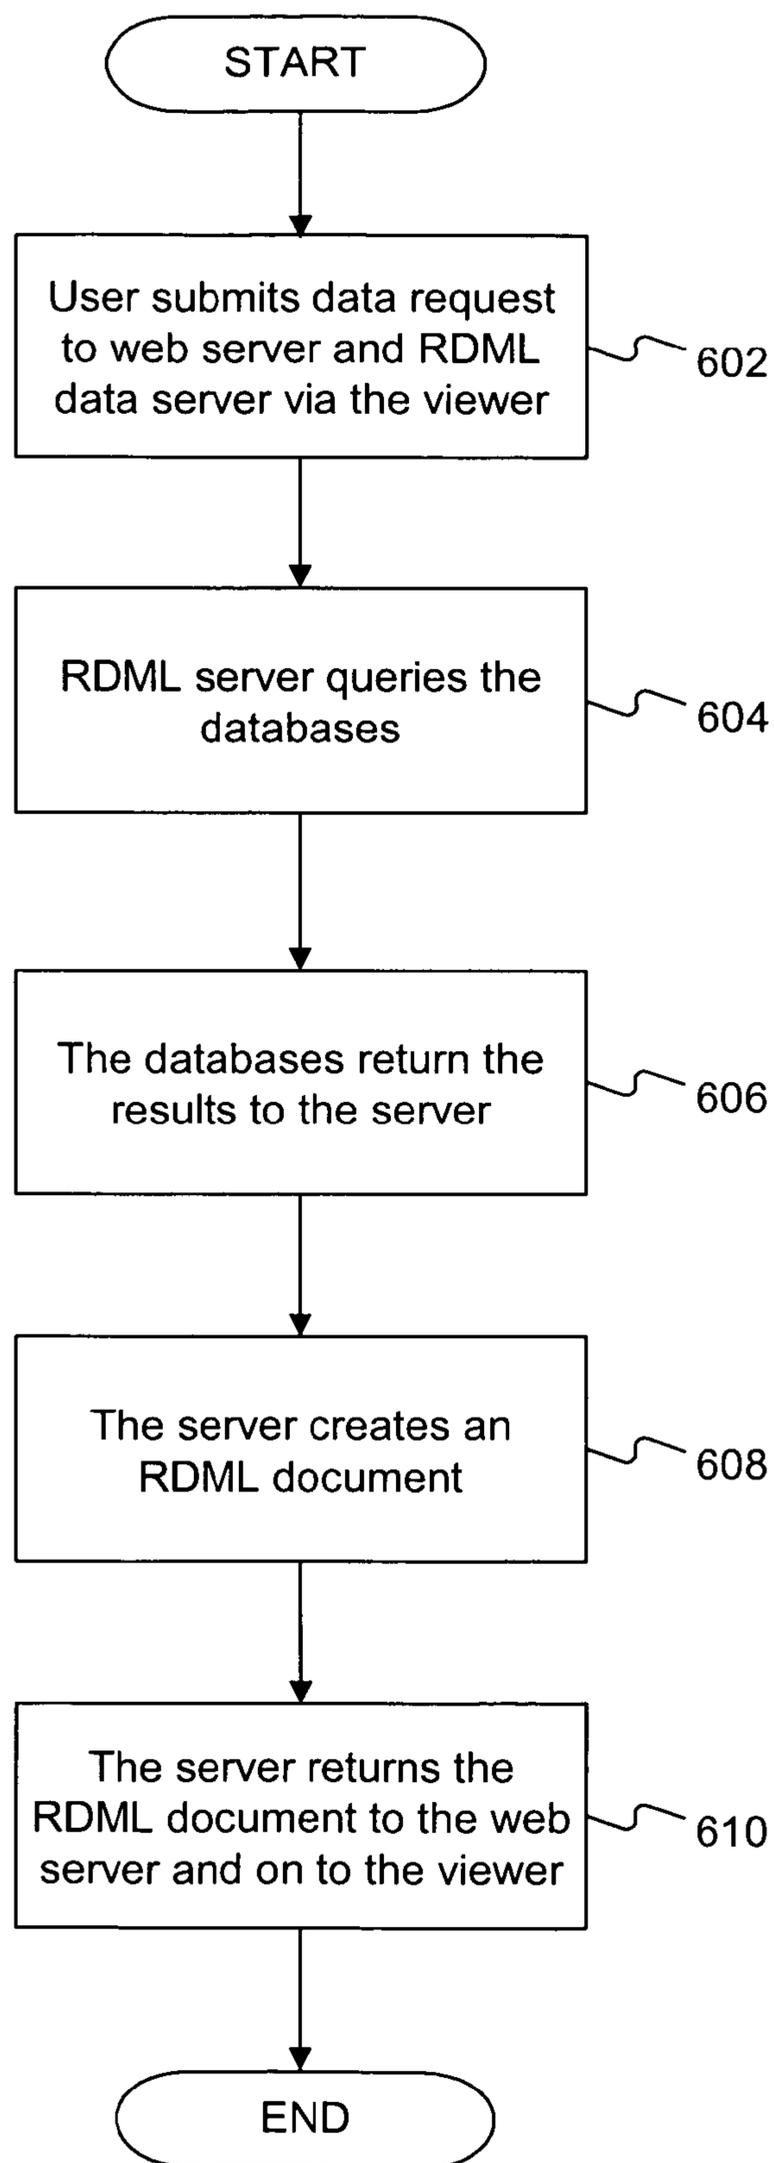 START
User submits data request
to web server and RDML
data server via the viewer
602
RDML server queries the
databases
604
The databases return the
results to the server
606
The server creates an
RDML document
608
The server returns the
RDML document to the web
server and on to the viewer
610
END